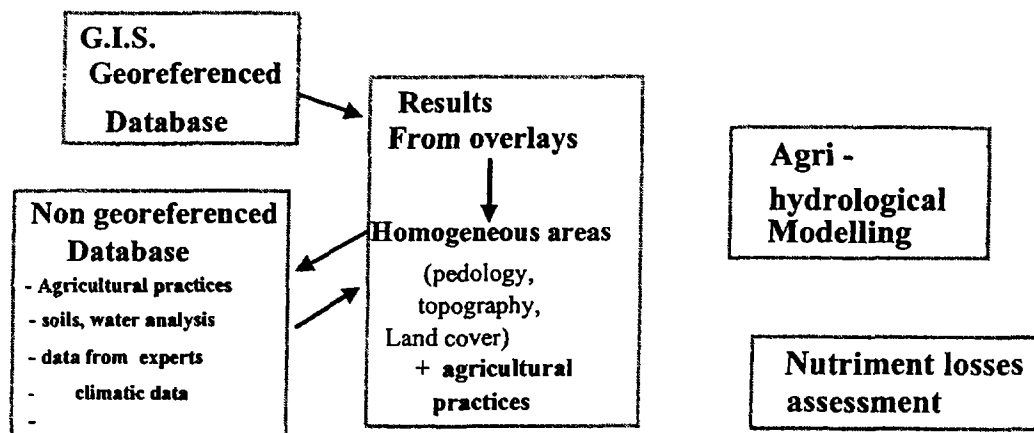 G.I.S.
Georeferenced
Database
Non georeferenced
Database
- Agricultural practices
- soils, water analysis
- data from experts
- climatic data
-
Results
From overlays
Homogeneous areas
(pedology,
topography,
Land cover)
+ agricultural
practices
Agri -
hydrological
Modelling
Nutriment losses
assessment